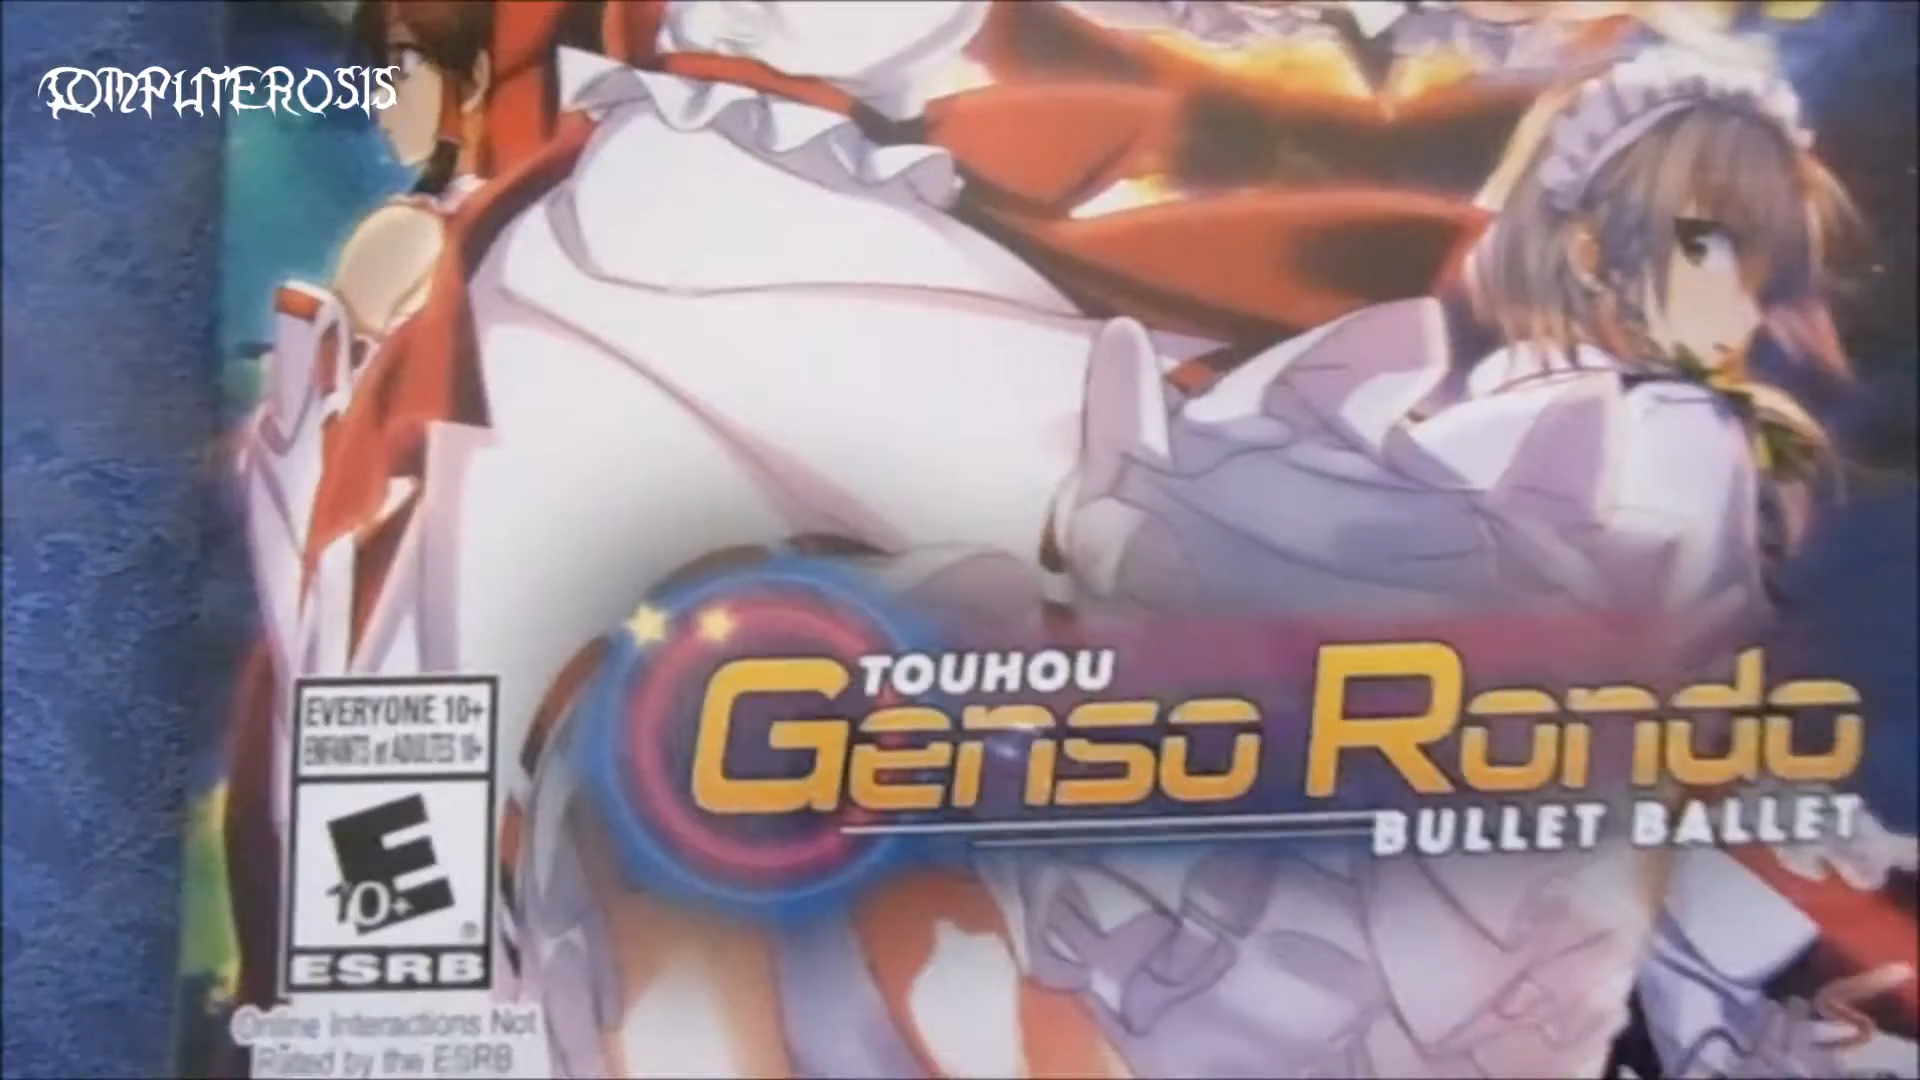 COMPUTEROSIS
TOUHOU
Genso Rondo
BULLET BALLET
EVERYONE 10+
ENFANTS et ADULTES 10+
E
10+
®
ESRB
Online Interactions Not
Rated by the ESRB